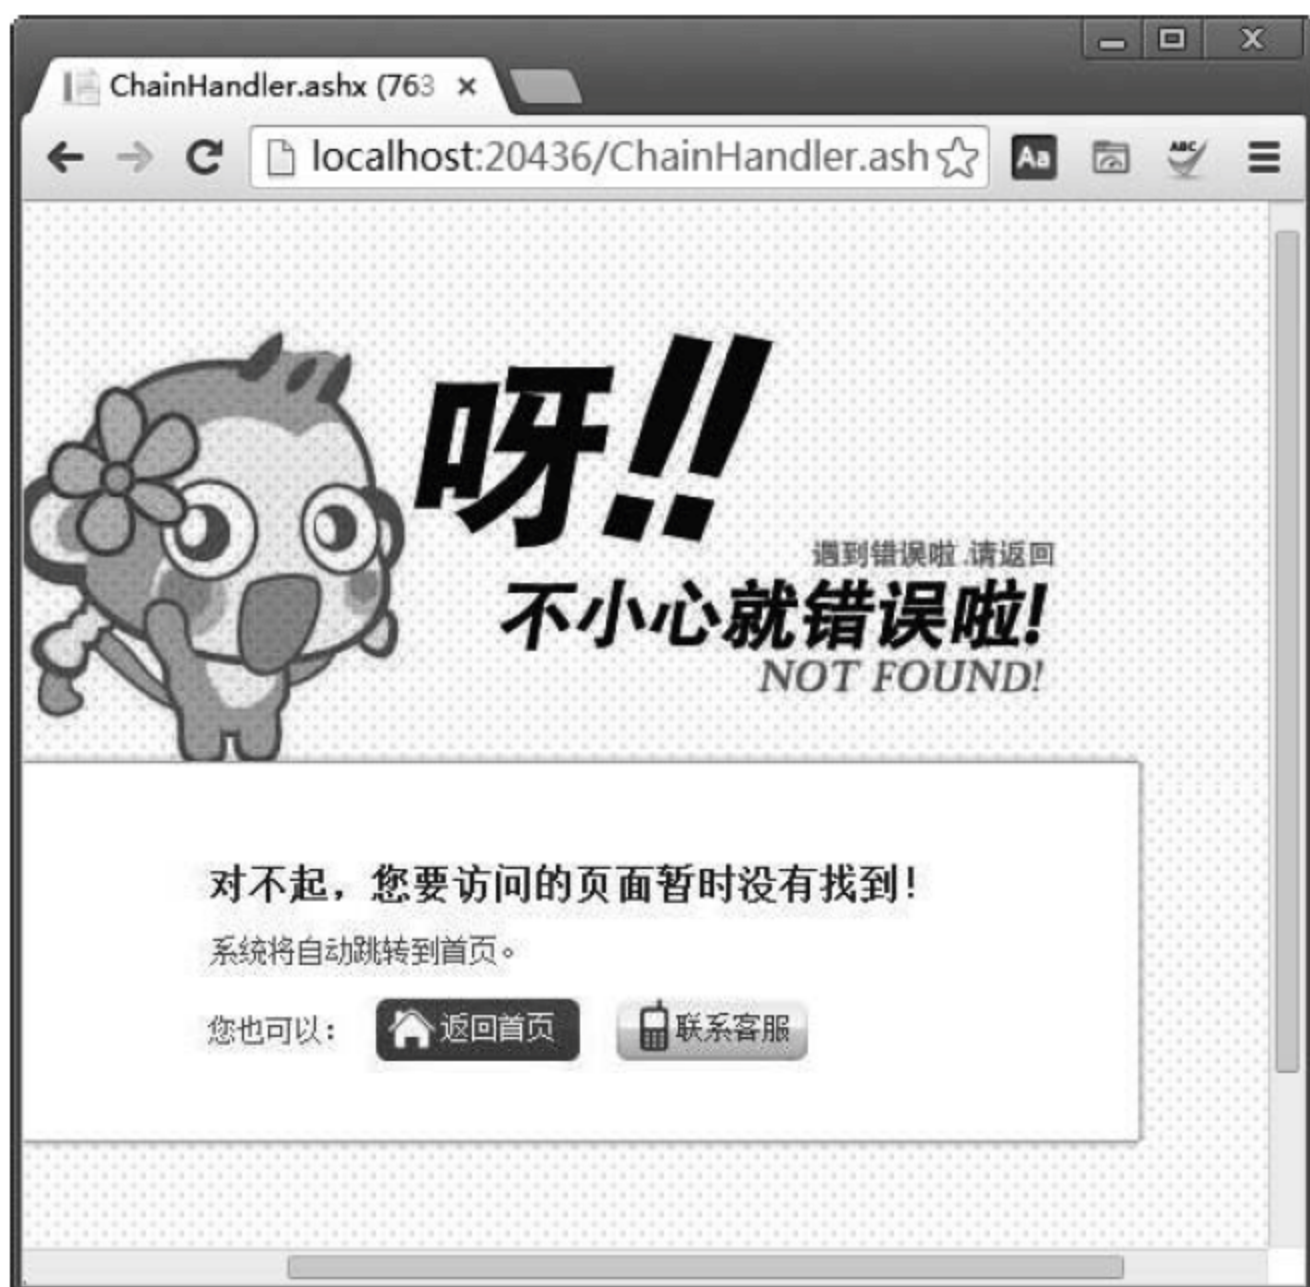 ChainHandler.ashx (763
localhost:20436/ChainHandler.ash
Aa
ABC
呀!!
遇到错误啦.请返回
不小心就错误啦!
NOT FOUND!
对不起，您要访问的页面暂时没有找到!
系统将自动跳转到首页。
您也可以： 返回首页 联系客服